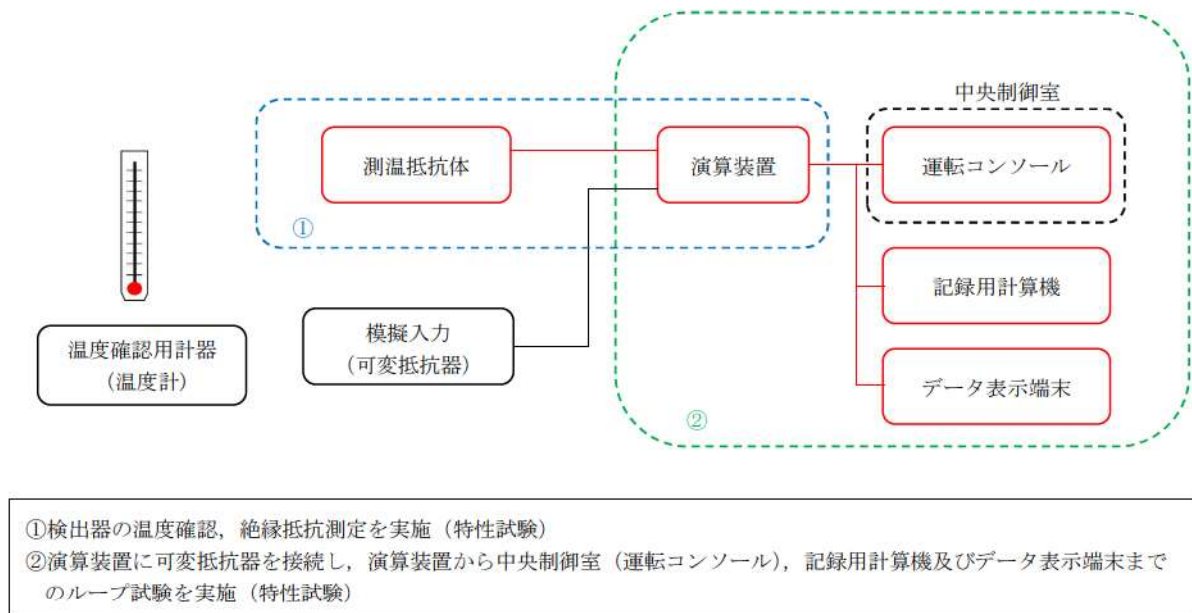 中央制御室
測温抵抗体
演算装置
運転コンソール
①
記録用計算機
模擬入力
（可変抵抗器）
温度確認用計器
（温度計）
データ表示端末
②
①検出器の温度確認，絶縁抵抗測定を実施（特性試験）
②演算装置に可変抵抗器を接続し，演算装置から中央制御室（運転コンソール），記録用計算機及びデータ表示端末まで
のループ試験を実施（特性試験）